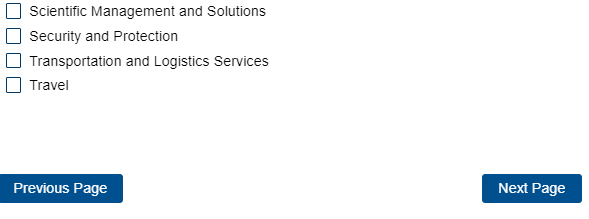 Scientific Management and Solutions
Security and Protection
Transportation and Logistics Services
Travel
Previous Page
Next Page